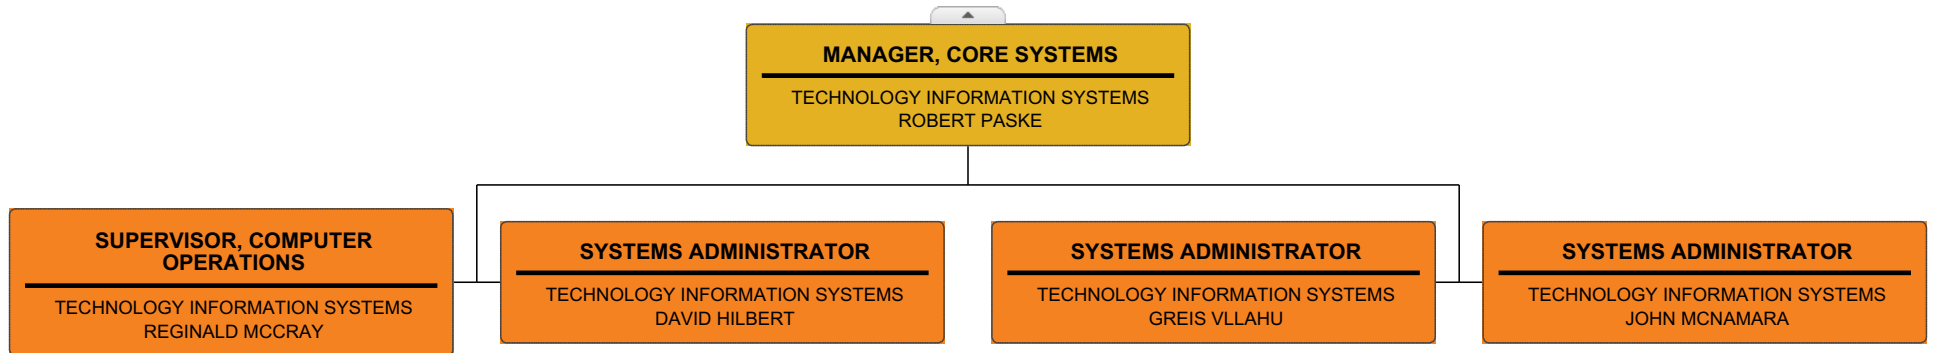 MANAGER, CORE SYSTEMS
TECHNOLOGY INFORMATION SYSTEMS
ROBERT PASKE
SUPERVISOR, COMPUTER
OPERATIONS
TECHNOLOGY INFORMATION SYSTEMS
REGINALD MCCRAY
SYSTEMS ADMINISTRATOR
TECHNOLOGY INFORMATION SYSTEMS
DAVID HILBERT
SYSTEMS ADMINISTRATOR
TECHNOLOGY INFORMATION SYSTEMS
GREIS VLLAHU
SYSTEMS ADMINISTRATOR
TECHNOLOGY INFORMATION SYSTEMS
JOHN MCNAMARA